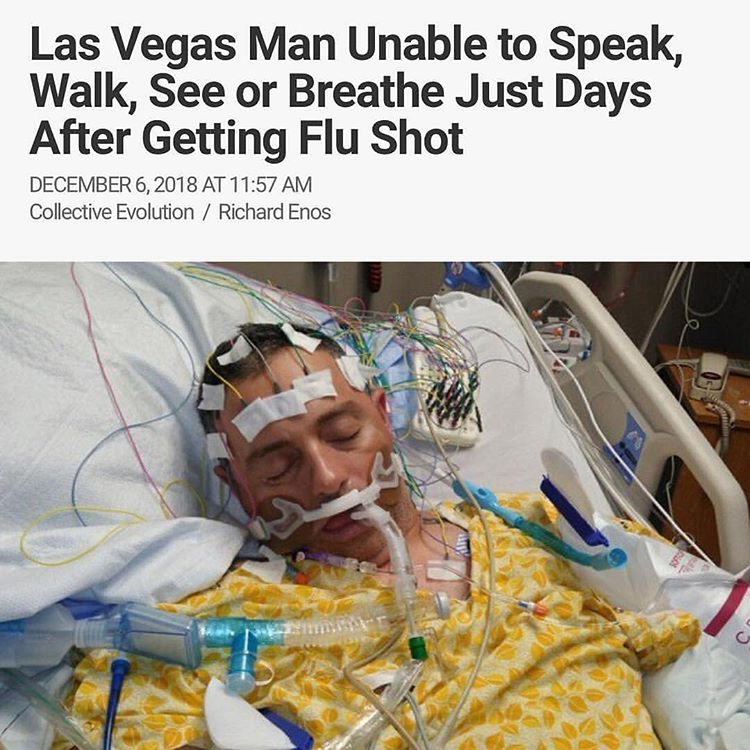 Las Vegas Man Unable to Speak,
Walk, See or Breathe Just Days
After Getting Flu Shot
DECEMBER 6, 2018 AT 11:57 AM
Collective Evolution / Richard Enos